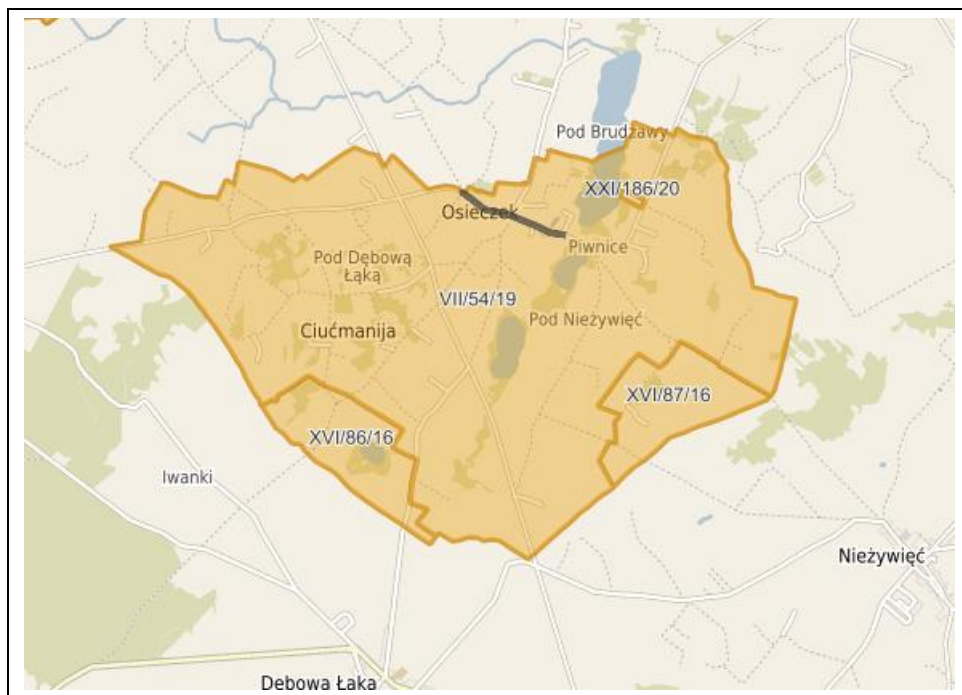 Pod Brudzawy
XXI/186/20
Osieczek
Piwnice
Pod Dębową
Łąką
VII/54/19
Pod Nieżywięć
Ciućmanija
XVI/87/16
XVI/86/16
Iwanki
Nieżywięć
Dębowa Łąka